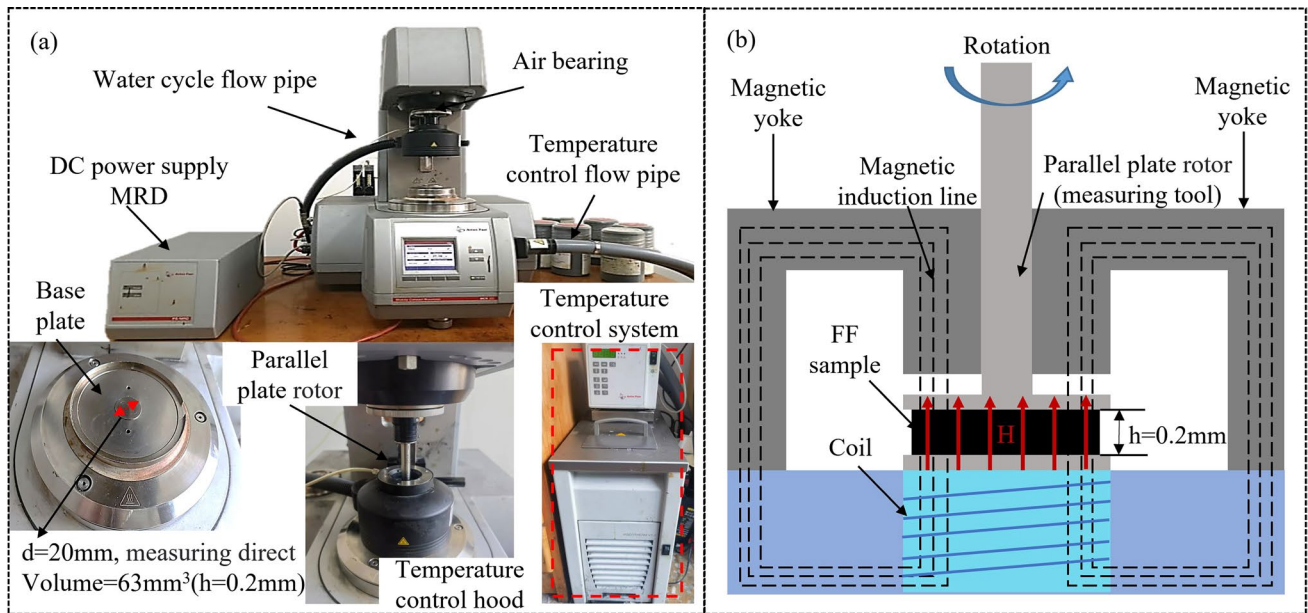 (a)
Water cycle flow pipe
Air bearing
DC power supply
MRD
Temperature
control flow pipe
Base
plate
Parallel
plate rotor
Temperature
control system
d=20mm, measuring direct
Volume=63mm³(h=0.2mm)
Temperature
control hood
(b)
Rotation
Magnetic
yoke
Magnetic
yoke
Magnetic
induction line
Parallel plate rotor
(measuring tool)
FF
sample
H
h=0.2mm
Coil